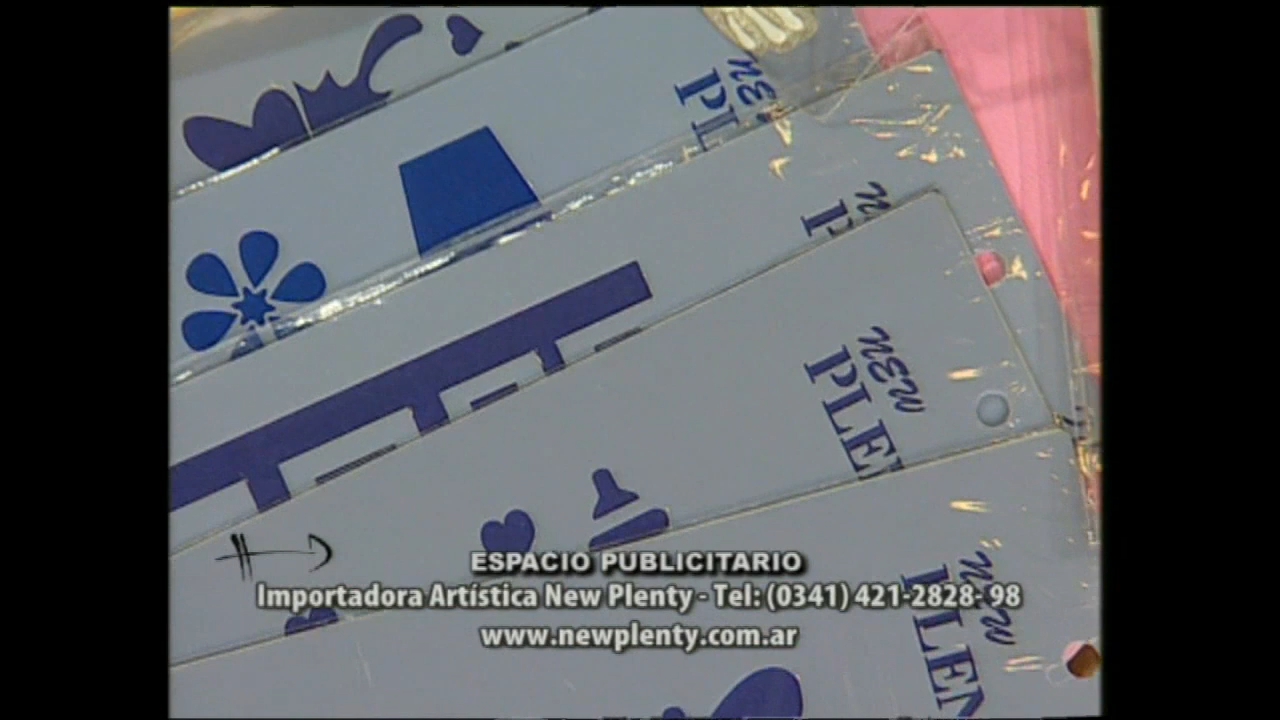 NEW
PL
NEW
PLEN
NEW
PLEN
ESPACIO PUBLICITARIO
Importadora Artística New Plenty - Tel: (0341) 421-2828- 98
www.newplenty.com.ar